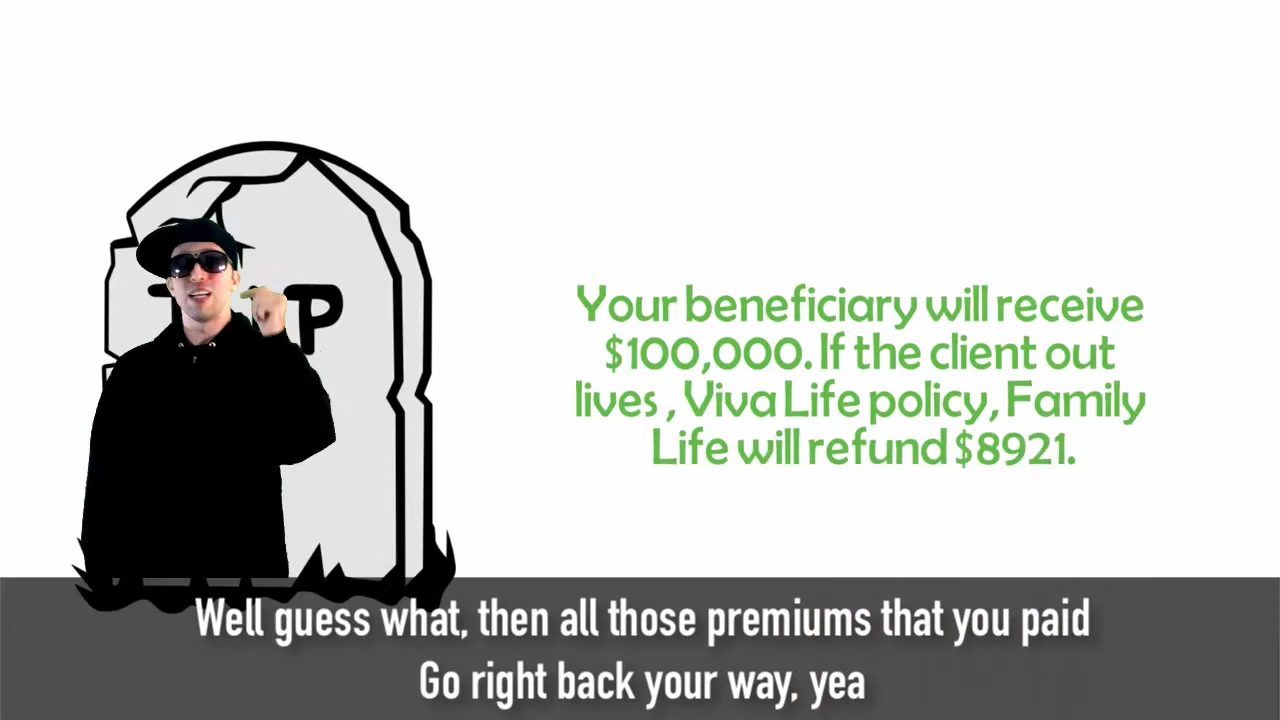 P
Your beneficiary will receive
$100,000. If the client out
lives , Viva Life policy, Family
Life will refund $8921.
Well guess what, then all those premiums that you paid
Go right back your way, yea